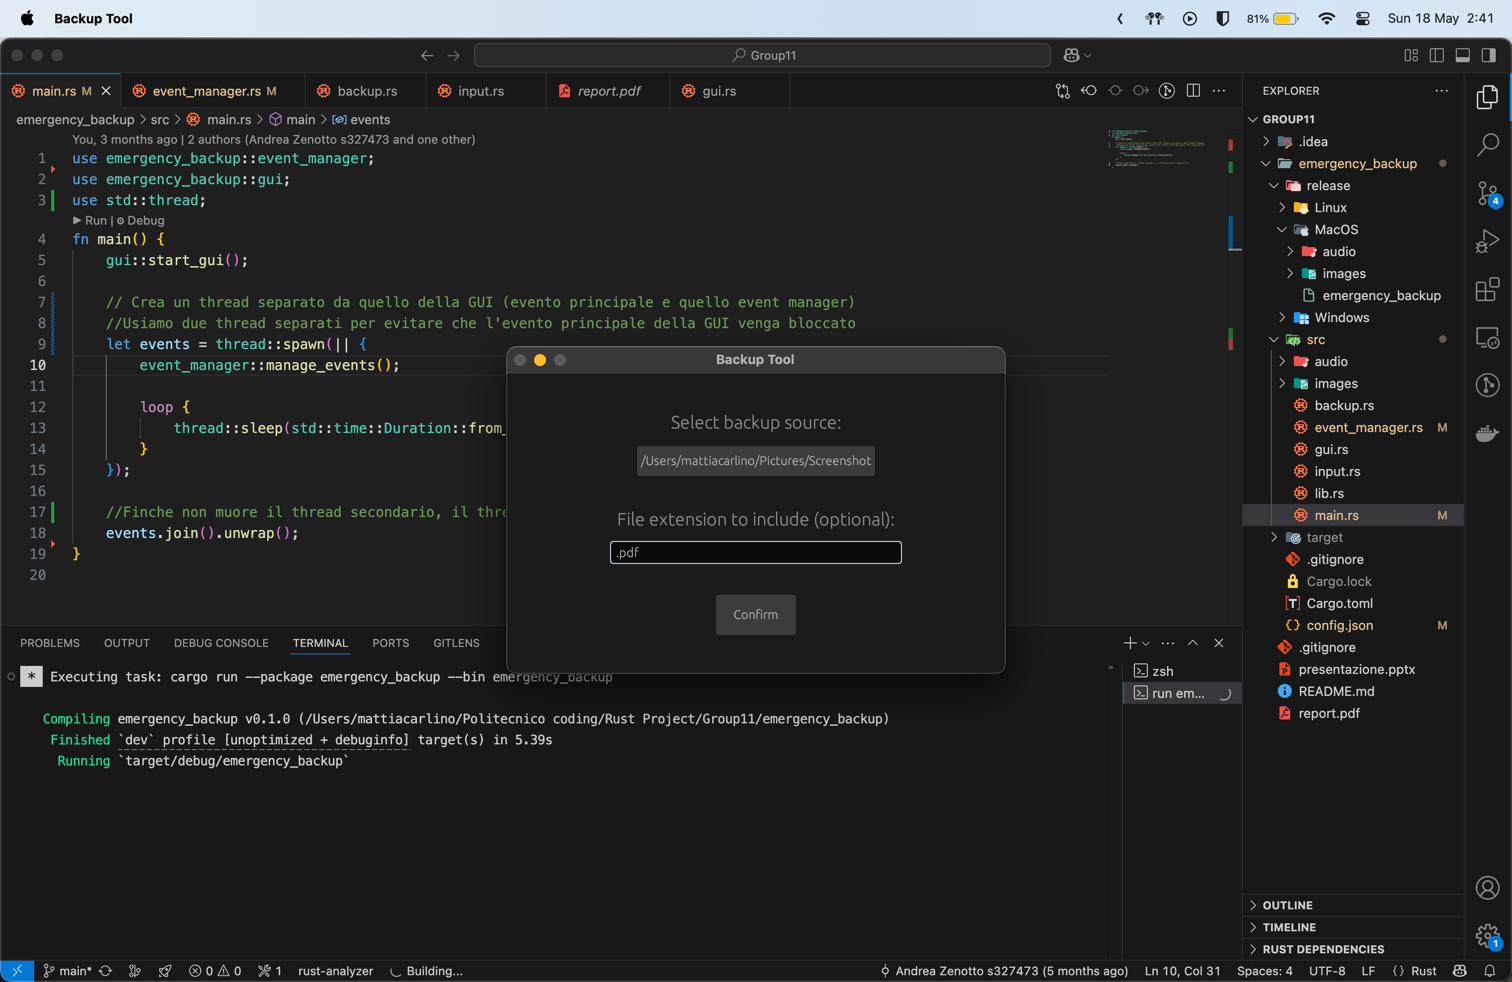 Backup Tool
81%
Sun 18 May 2:41
Group11
main.rs M
event_manager.rs M
backup.rs
input.rs
report.pdf
gui.rs
emergency_backup > src > main.rs > main > events
You, 3 months ago | 2 authors (Andrea Zenotto s327473 and one other)
1 use emergency_backup::event_manager;
2 use emergency_backup::gui;
3 use std::thread;
Run | Debug
4 fn main() {
5 gui::start_gui();
6
7 // Crea un thread separato da quello della GUI (evento principale e quello event manager)
8 //Usiamo due thread separati per evitare che l'evento principale della GUI venga bloccato
9 let events = thread::spawn(|| {
10 event_manager::manage_events();
11
12 loop {
13 thread::sleep(std::time::Duration::from_
14 }
15 });
16
17 //Finche non muore il thread secondario, il thre
18 events.join().unwrap();
19 }
20
Backup Tool
Select backup source:
/Users/mattiacarlino/Pictures/Screenshot
File extension to include (optional):
.pdf
Confirm
PROBLEMS OUTPUT DEBUG CONSOLE TERMINAL PORTS GITLENS
* Executing task: cargo run --package emergency_backup --bin emergency_backup
Compiling emergency_backup v0.1.0 (/Users/mattiacarlino/Politecnico coding/Rust Project/Group11/emergency_backup)
Finished `dev` profile [unoptimized + debuginfo] target(s) in 5.39s
Running `target/debug/emergency_backup`
zsh
run em...
EXPLORER
GROUP11
.idea
emergency_backup
release
Linux
MacOS
audio
images
emergency_backup
Windows
src
audio
images
backup.rs
event_manager.rs M
gui.rs
input.rs
lib.rs
main.rs M
target
.gitignore
Cargo.lock
Cargo.toml
config.json M
.gitignore
presentazione.pptx
README.md
report.pdf
OUTLINE
TIMELINE
RUST DEPENDENCIES
4
1
main* 0 0 1 rust-analyzer Building...
Andrea Zenotto s327473 (5 months ago) Ln 10, Col 31 Spaces: 4 UTF-8 LF {} Rust